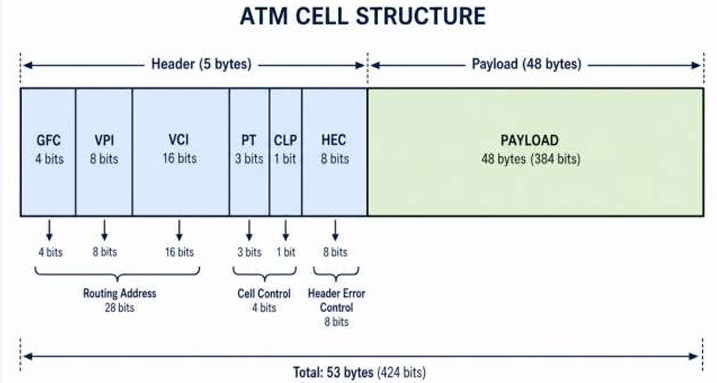 ATM CELL STRUCTURE
Header (5 bytes)
Payload (48 bytes)
GFC
4 bits
VPI
8 bits
VCI
16 bits
PT
3 bits
CLP
1 bit
HEC
8 bits
PAYLOAD
48 bytes (384 bits)
4 bits
8 bits
16 bits
3 bits
1 bit
8 bits
Routing Address
28 bits
Cell Control
4 bits
Header Error
Control
8 bits
Total: 53 bytes (424 bits)